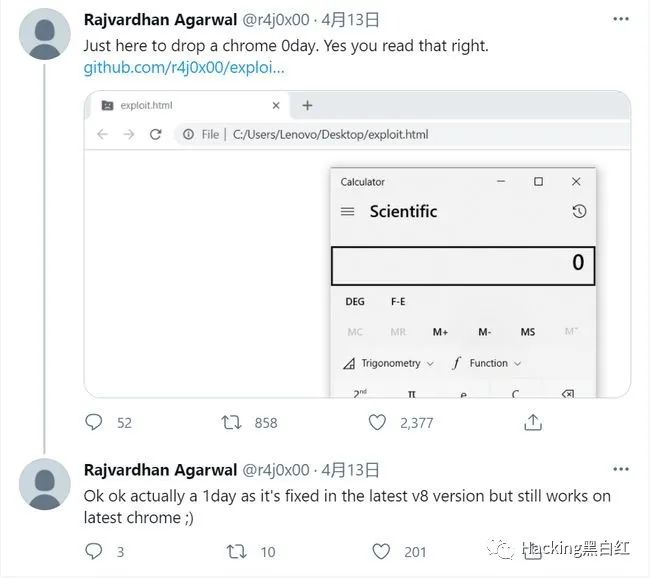 Rajvardhan Agarwal @r4j0x00 · 4月13日
Just here to drop a chrome 0day. Yes you read that right.
github.com/r4j0x00/exploi…
exploit.html
File | C:/Users/Lenovo/Desktop/exploit.html
Calculator
Scientific
0
DEG F-E
MC MR M+ M- MS M˅
Trigonometry Function
2nd π e C
52 858 2,377
Rajvardhan Agarwal @r4j0x00 · 4月13日
Ok ok actually a 1day as it's fixed in the latest v8 version but still works on
latest chrome ;)
3 10 201
Hacking黑白红